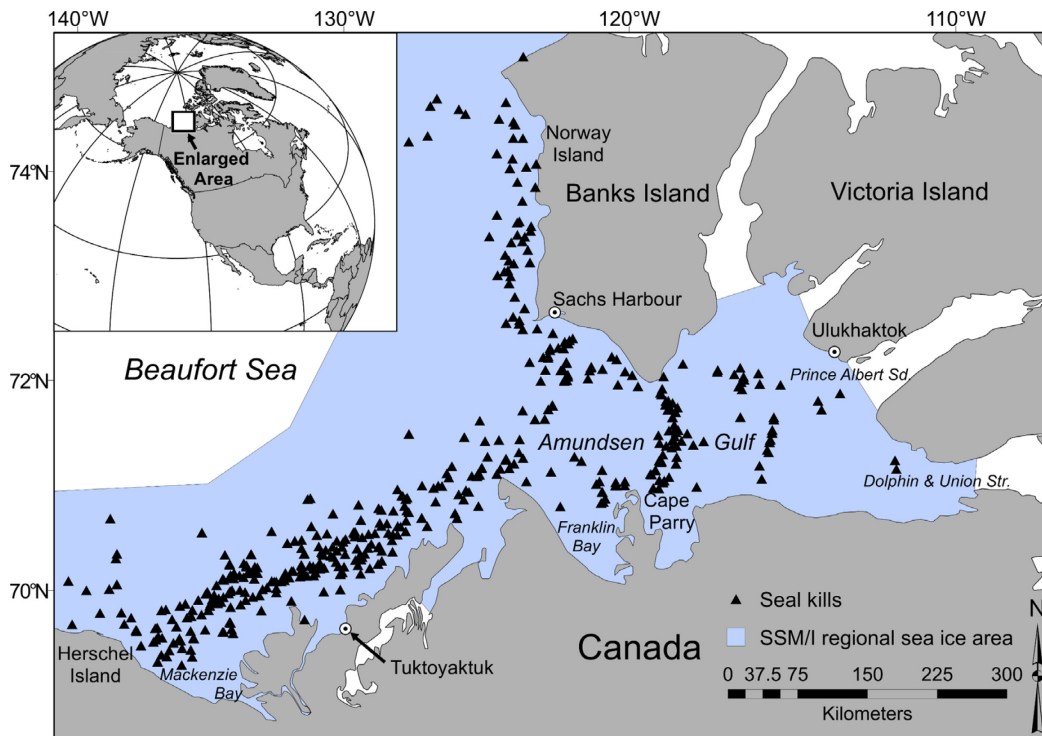 140°W
130°W
120°W
110°W
74°N
72°N
70°N
Enlarged
Area
Norway
Island
Banks Island
Victoria Island
Sachs Harbour
Ulukhaktok
Prince Albert Sd.
Beaufort Sea
Amundsen
Gulf
Dolphin & Union Str.
Cape
Parry
Franklin
Bay
Herschel
Island
Mackenzie
Bay
Tuktoyaktuk
Canada
Seal kills
SSM/I regional sea ice area
0 37.5 75 150 225 300
Kilometers
N